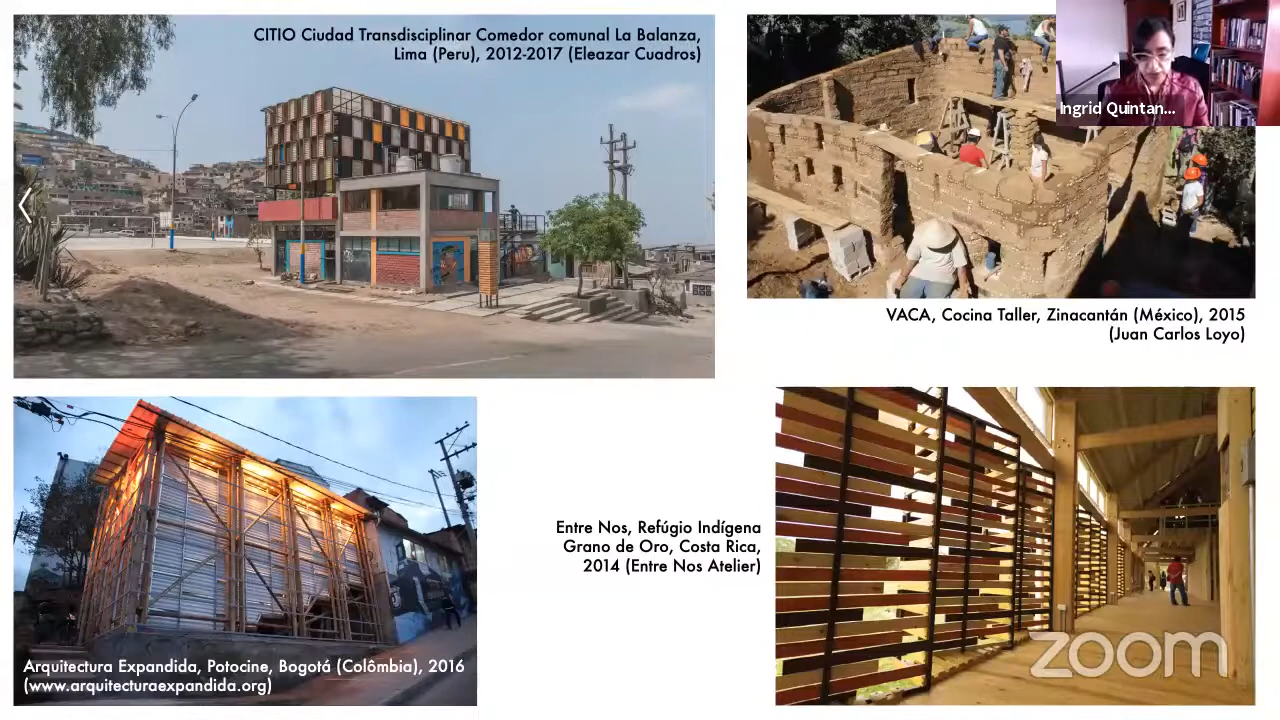 CITIO Ciudad Transdisciplinar Comedor comunal La Balanza,
Lima (Peru), 2012-2017 (Eleazar Cuadros)
Ingrid Quintan...
VACA, Cocina Taller, Zinacantán (México), 2015
(Juan Carlos Loyo)
Entre Nos, Refúgio Indígena
Grano de Oro, Costa Rica,
2014 (Entre Nos Atelier)
Arquitectura Expandida, Potocine, Bogotá (Colômbia), 2016
(www.arquitecturaexpandida.org)
zoom